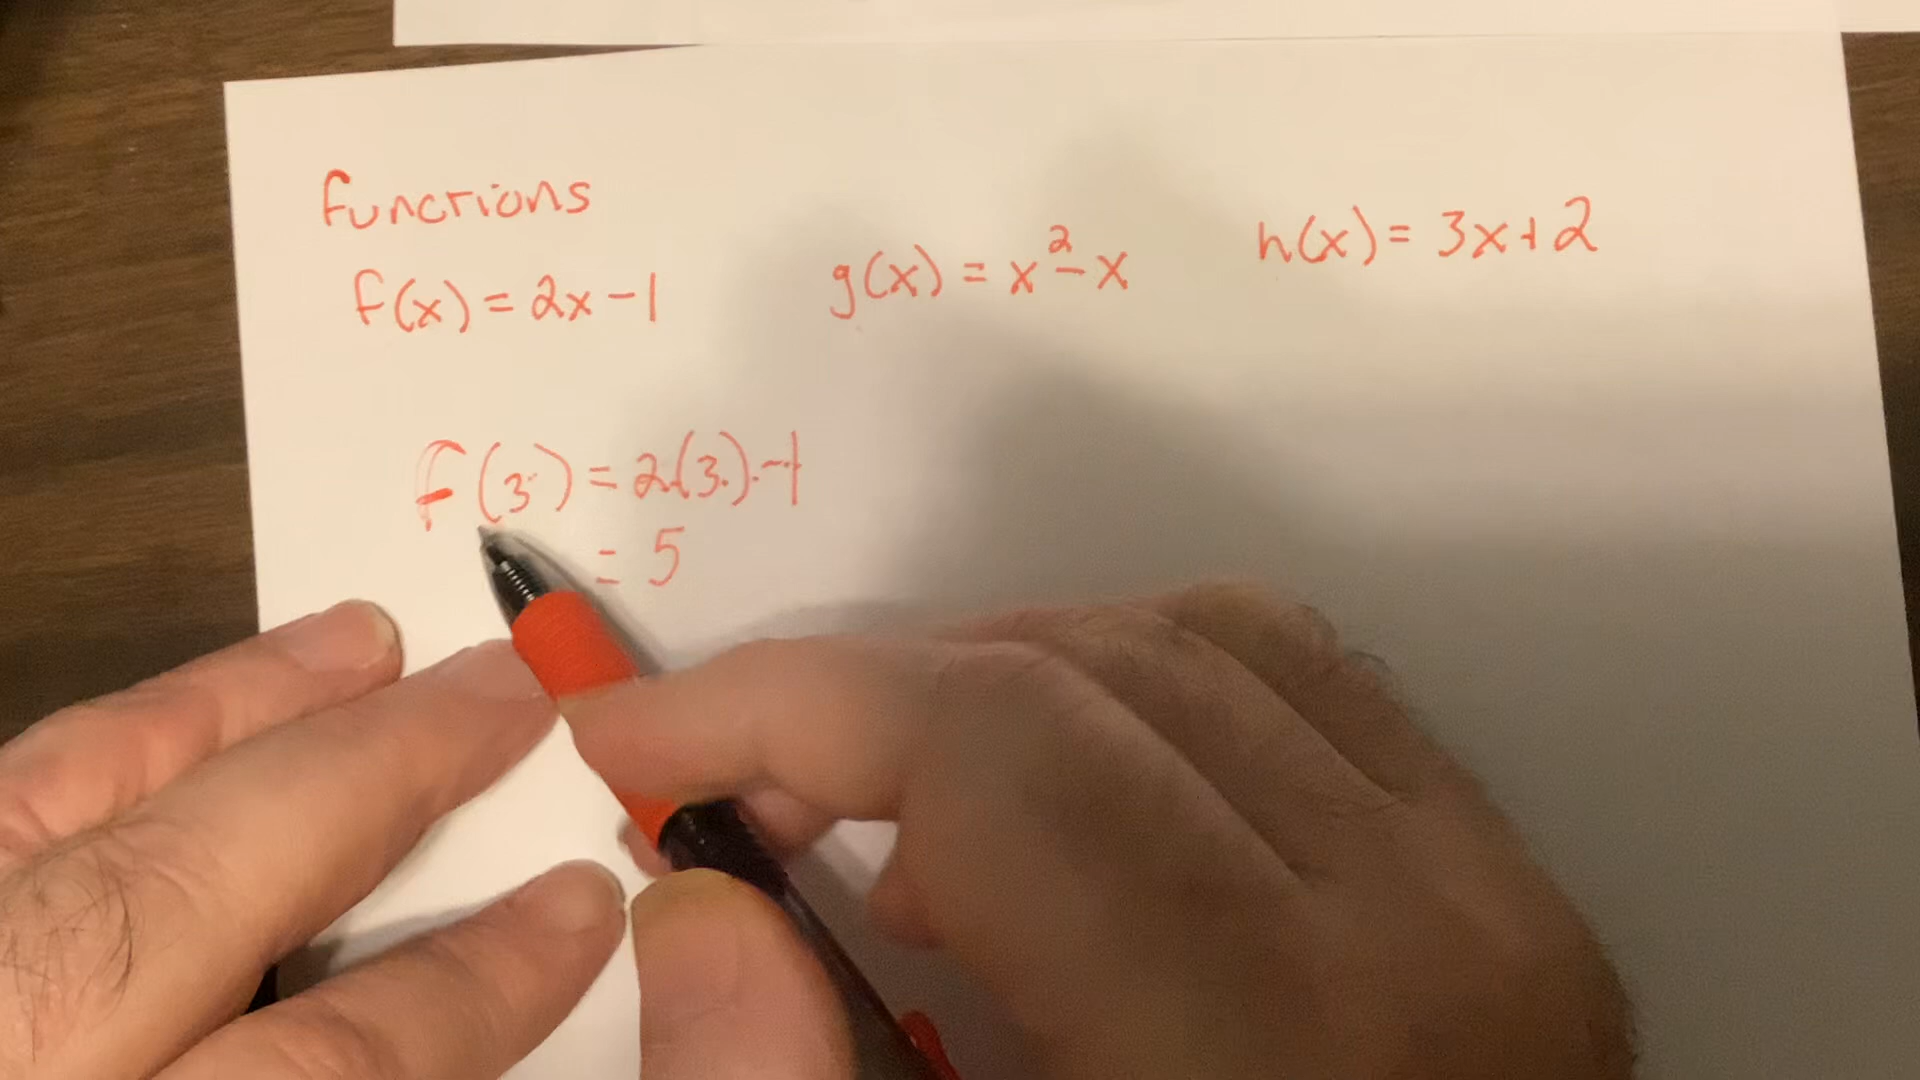 functions
f(x) = 2x - 1
g(x) = x² - x
h(x) = 3x + 2
f(3) = 2(3) - 1
= 5